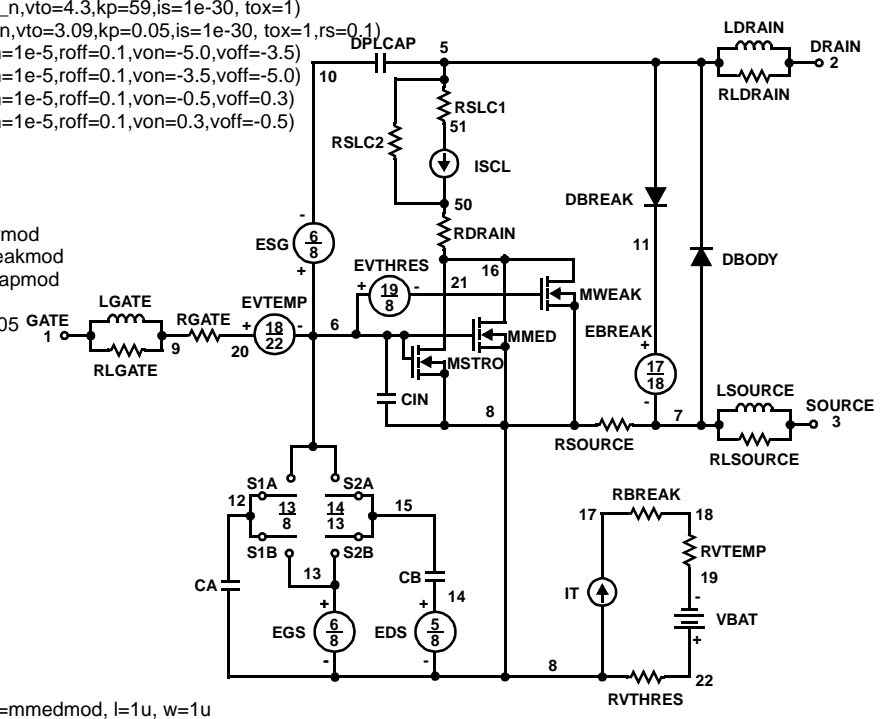 _n,vto=4.3,kp=59,is=1e-30, tox=1)
n,vto=3.09,kp=0.05,is=1e-30, tox=1,rs=0.1)
=1e-5,roff=0.1,von=-5.0,voff=-3.5)
=1e-5,roff=0.1,von=-3.5,voff=-5.0)
=1e-5,roff=0.1,von=-0.5,voff=0.3)
=1e-5,roff=0.1,von=0.3,voff=-0.5)
DPLCAP
5
10
LDRAIN
DRAIN
2
RLDRAIN
RSLC1
51
RSLC2
ISCL
50
RDRAIN
DBREAK
11
DBODY
mod
eakmod
apmod
05
-
ESG
6
8
+
EVTHRES
+
19
8
-
21
16
MWEAK
GATE
1
LGATE
RLGATE
9
RGATE
20
EVTEMP
+
18
22
-
6
MMED
MSTRO
EBREAK
+
17
18
-
CIN
8
RSOURCE
7
LSOURCE
SOURCE
3
RLSOURCE
S1A
S2A
12
13
8
14
13
15
S1B
S2B
13
CA
CB
14
+
EGS
6
8
-
+
EDS
5
8
-
RBREAK
17
18
RVTEMP
19
IT
-
VBAT
+
8
22
RVTHRES
=mmedmod, l=1u, w=1u